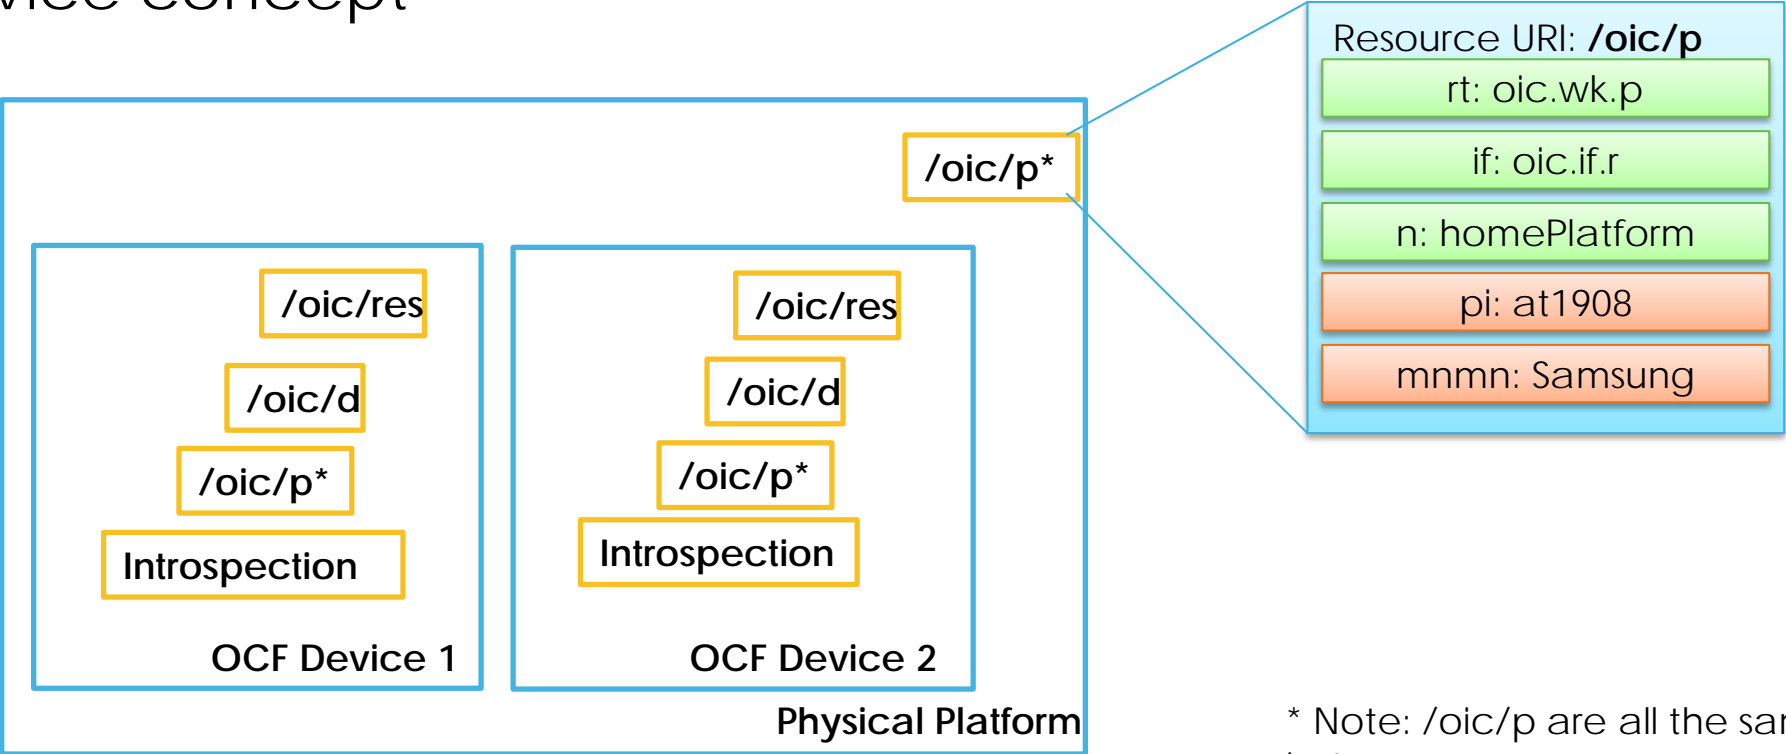 concept
Resource URI: /oic/p
rt: oic.wk.p
if: oic.if.r
n: homePlatform
pi: at1908
mnmn: Samsung
/oic/p*
/oic/res
/oic/d
/oic/p*
Introspection
OCF Device 1
/oic/res
/oic/d
/oic/p*
Introspection
OCF Device 2
Physical Platform
* Note: /oic/p are all the